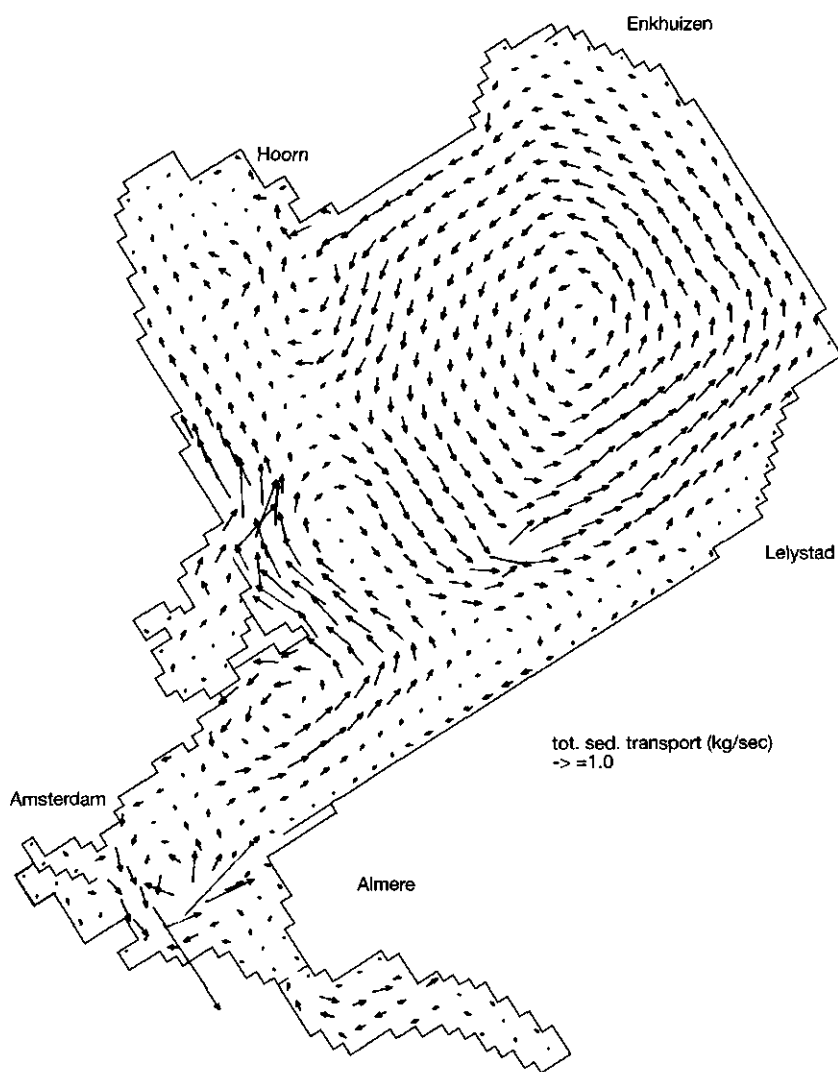 Enkhuizen
Hoorn
Lelystad
tot. sed. transport (kg/sec)
-> =1.0
Amsterdam
Almere